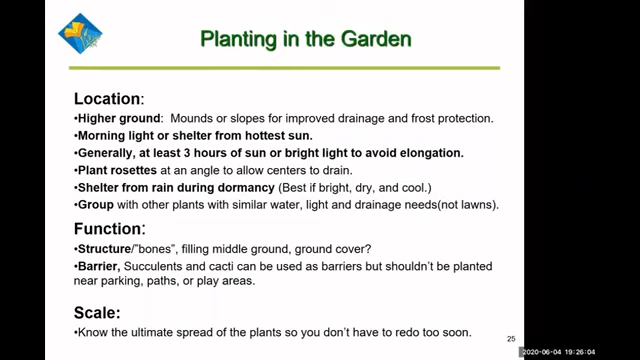 Planting in the Garden
Location:
•Higher ground:  Mounds or slopes for improved drainage and frost protection.
•Morning light or shelter from hottest sun.
•Generally, at least 3 hours of sun or bright light to avoid elongation.
•Plant rosettes at an angle to allow centers to drain.
•Shelter from rain during dormancy (Best if bright, dry, and cool.)
•Group with other plants with similar water, light and drainage needs(not lawns).
Function:
•Structure/"bones", filling middle ground, ground cover?
•Barrier, Succulents and cacti can be used as barriers but shouldn't be planted
near parking, paths, or play areas.
Scale:
•Know the ultimate spread of the plants so you don't have to redo too soon.
25
2020-06-04 19:26:04